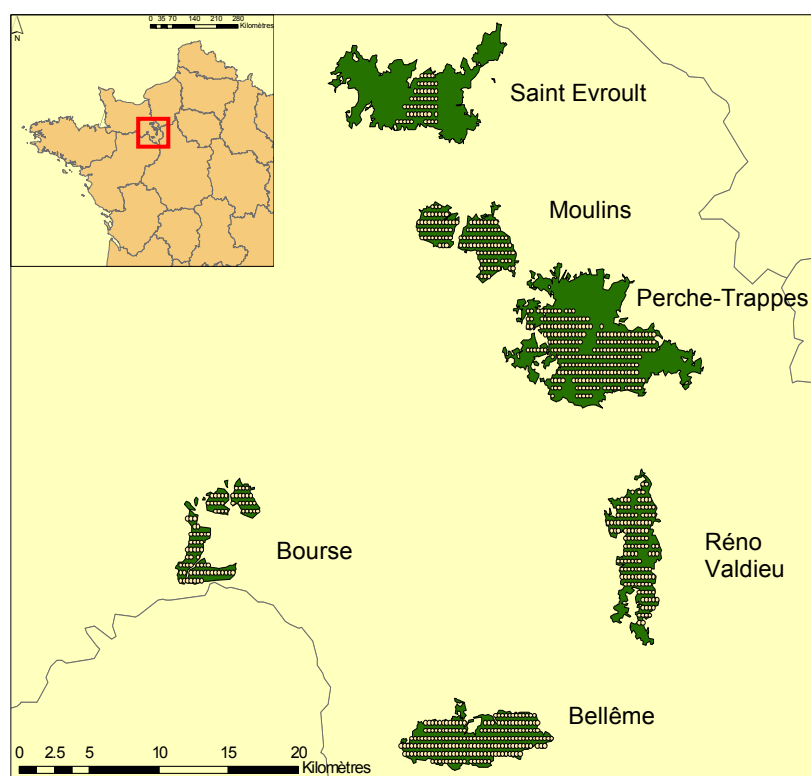 0 35 70 140 210 280
Kilomètres
N
Saint Evroult
Moulins
Perche-Trappes
Bourse
Réno
Valdieu
Bellême
0 2.5 5 10 15 20
Kilomètres